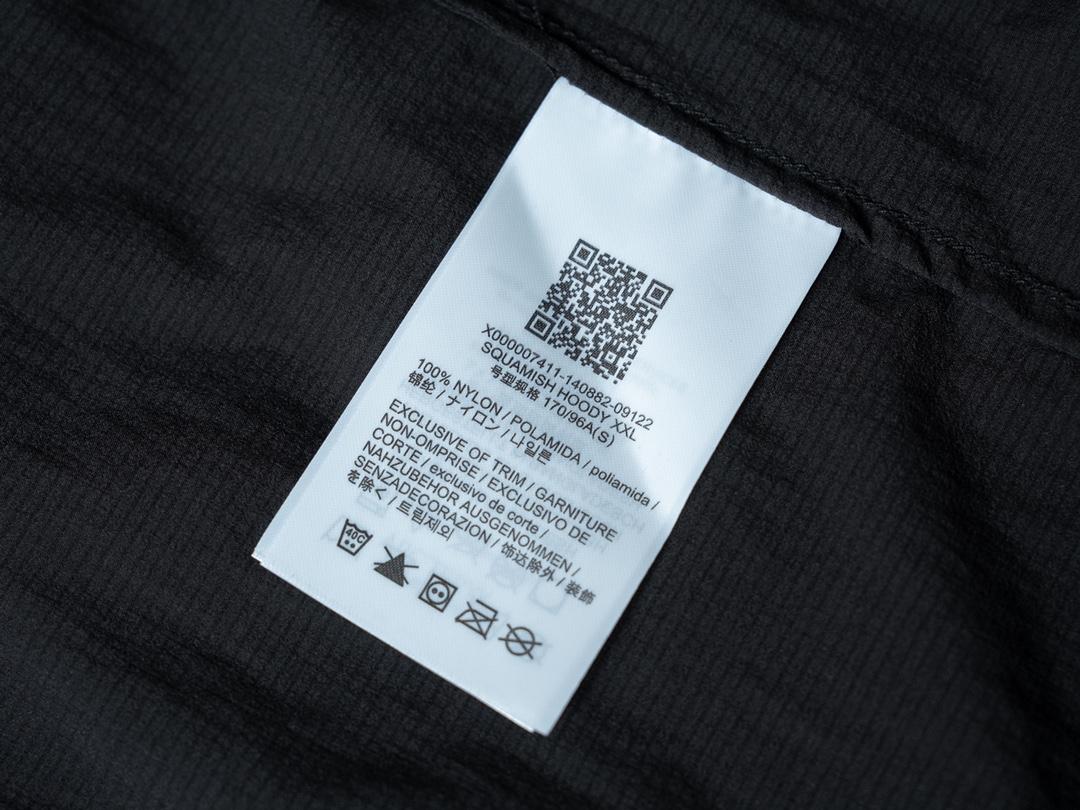 X000007411-140882-09122
SQUAMISH HOODY XXL
号型规格 170/96A(S)
100% NYLON / POLAMIDA / poliamida /
锦纶 / ナイロン / 나일론
EXCLUSIVE OF TRIM / GARNITURE
NON-OMPRISE / EXCLUSIVO DE
CORTE / exclusivo de corte /
NAHZUBEHOR AUSGENOMMEN /
SENZADECORAZION / 饰达除外 / 装飾
を除く / 트림제외
40C